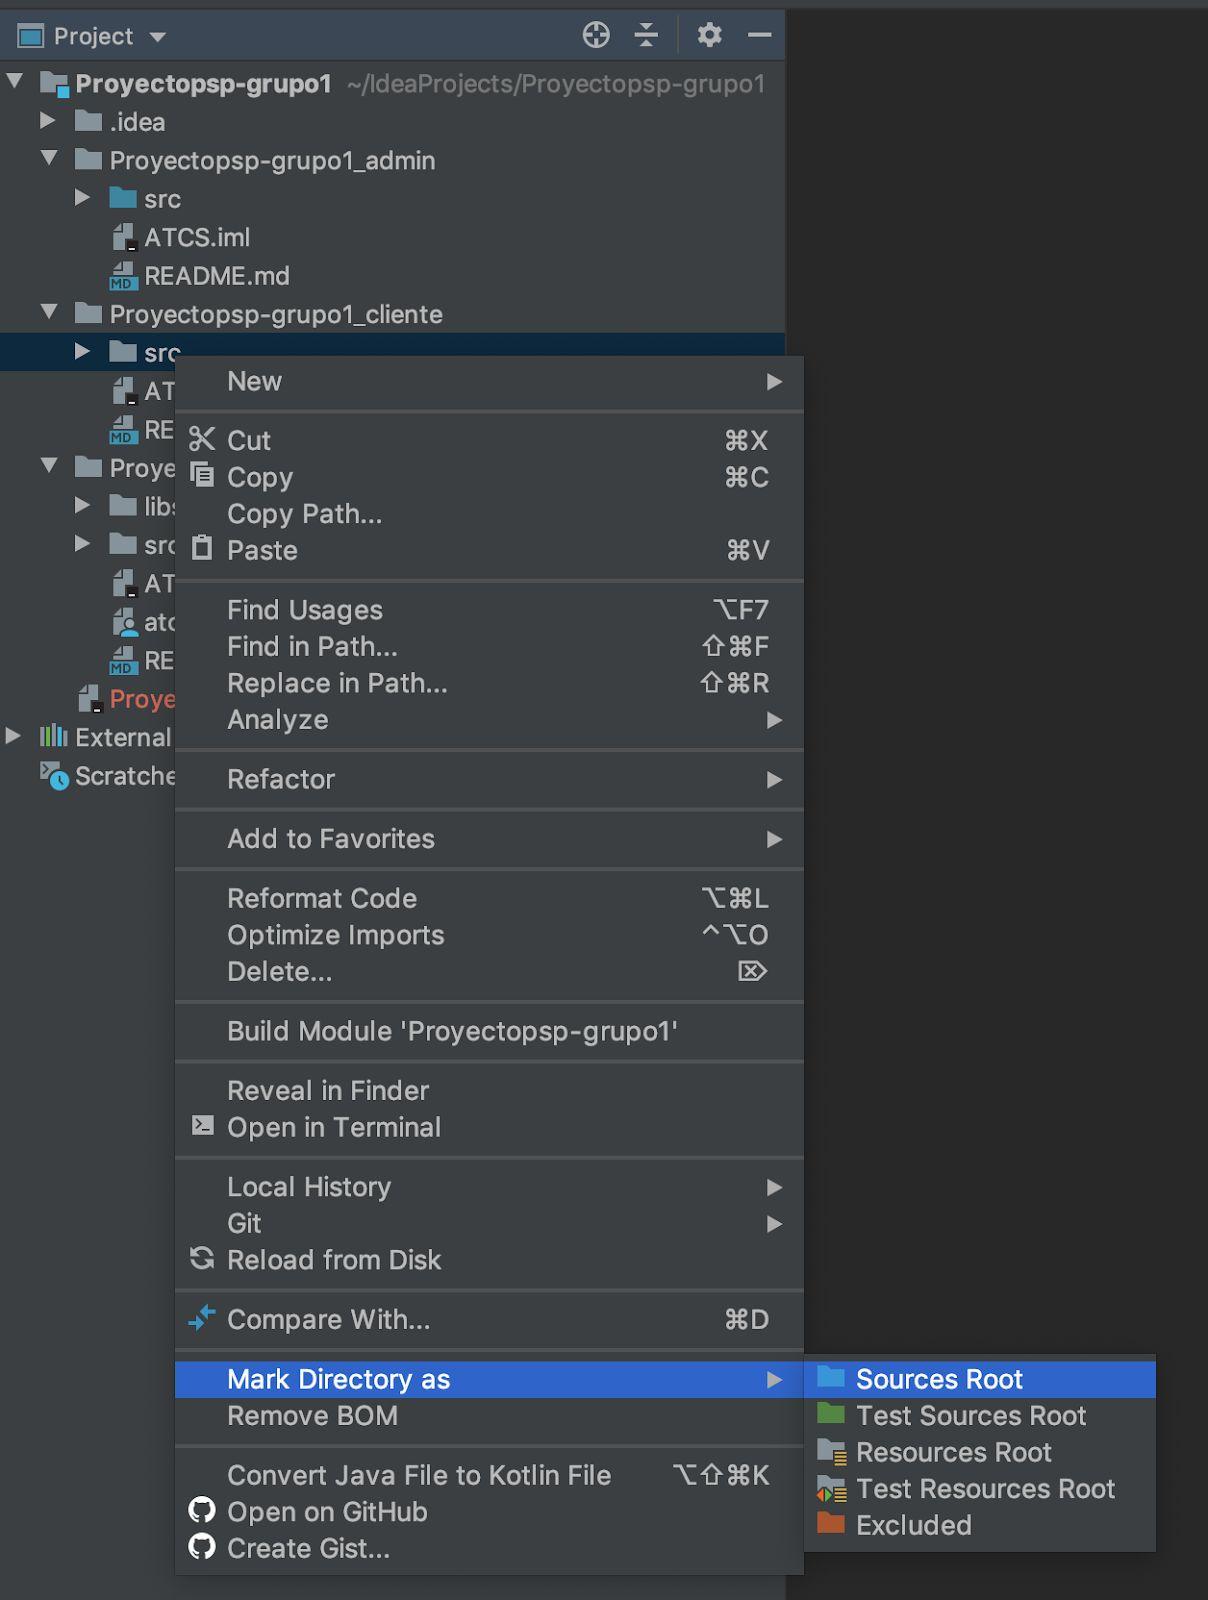 Project
Proyectopsp-grupo1 ~/IdeaProjects/Proyectopsp-grupo1
.idea
Proyectopsp-grupo1_admin
src
ATCS.iml
README.md
Proyectopsp-grupo1_cliente
src
AT
MD RE
Proye
libs
src
AT
atc
MD RE
Proye
External
Scratche
New
Cut ⌘X
Copy ⌘C
Copy Path...
Paste ⌘V
Find Usages ⌥F7
Find in Path... ⇧⌘F
Replace in Path... ⇧⌘R
Analyze
Refactor
Add to Favorites
Reformat Code ⌥⌘L
Optimize Imports ^⌥O
Delete... ⌦
Build Module 'Proyectopsp-grupo1'
Reveal in Finder
Open in Terminal
Local History
Git
Reload from Disk
Compare With... ⌘D
Mark Directory as
Remove BOM
Convert Java File to Kotlin File ⌥⇧⌘K
Open on GitHub
Create Gist...
Sources Root
Test Sources Root
Resources Root
Test Resources Root
Excluded